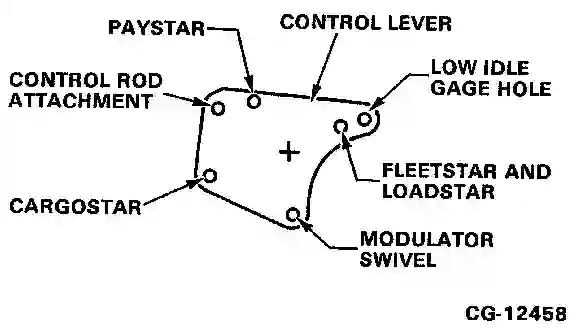 PAYSTAR
CONTROL LEVER
CONTROL ROD
ATTACHMENT
LOW IDLE
GAGE HOLE
FLEETSTAR AND
LOADSTAR
CARGOSTAR
MODULATOR
SWIVEL
CG-12458